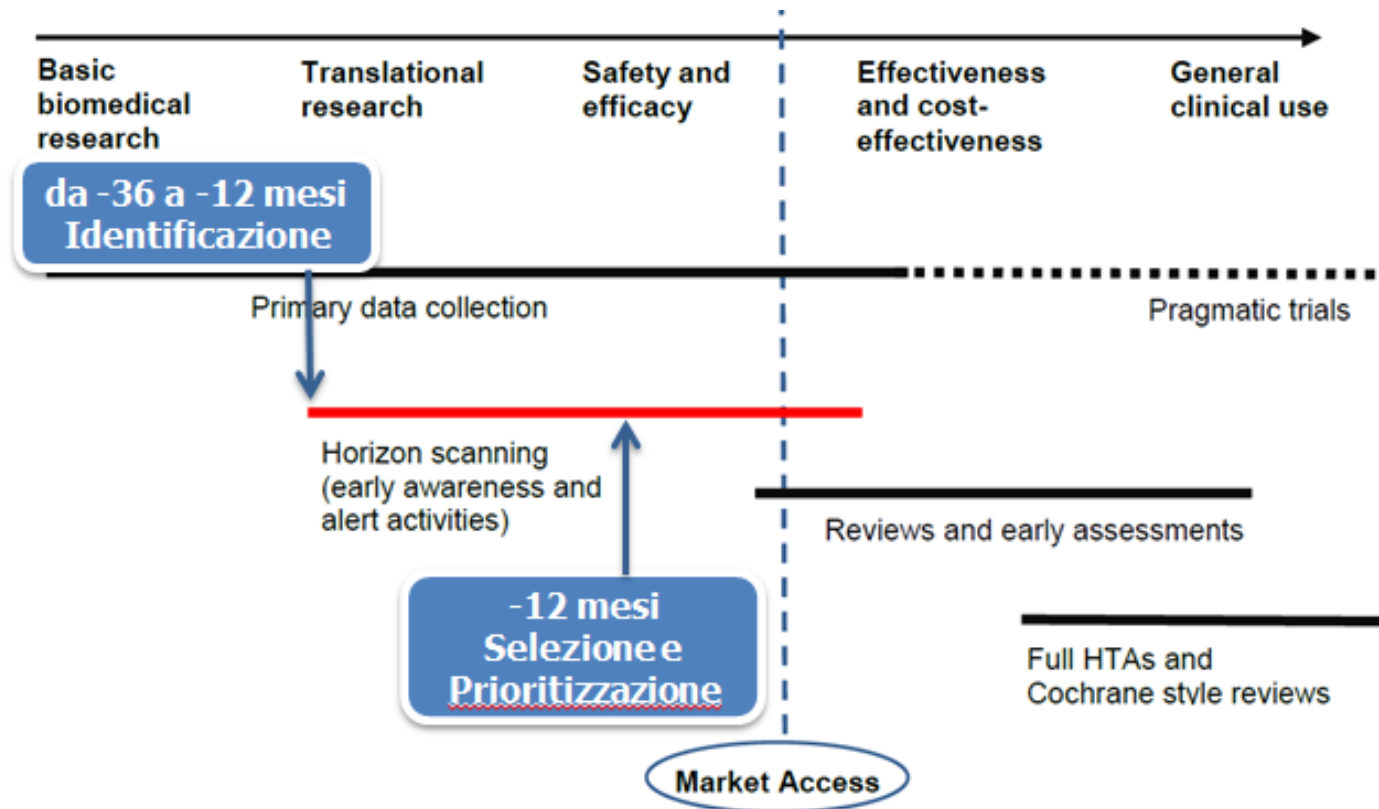 Basic
biomedical
research
Translational
research
Safety and
efficacy
Effectiveness
and cost-
effectiveness
General
clinical use
da -36 a -12 mesi
Identificazione
Primary data collection
Pragmatic trials
Horizon scanning
(early awareness and
alert activities)
Reviews and early assessments
-12 mesi
Selezione e
Prioritizzazione
Full HTAs and
Cochrane style reviews
Market Access